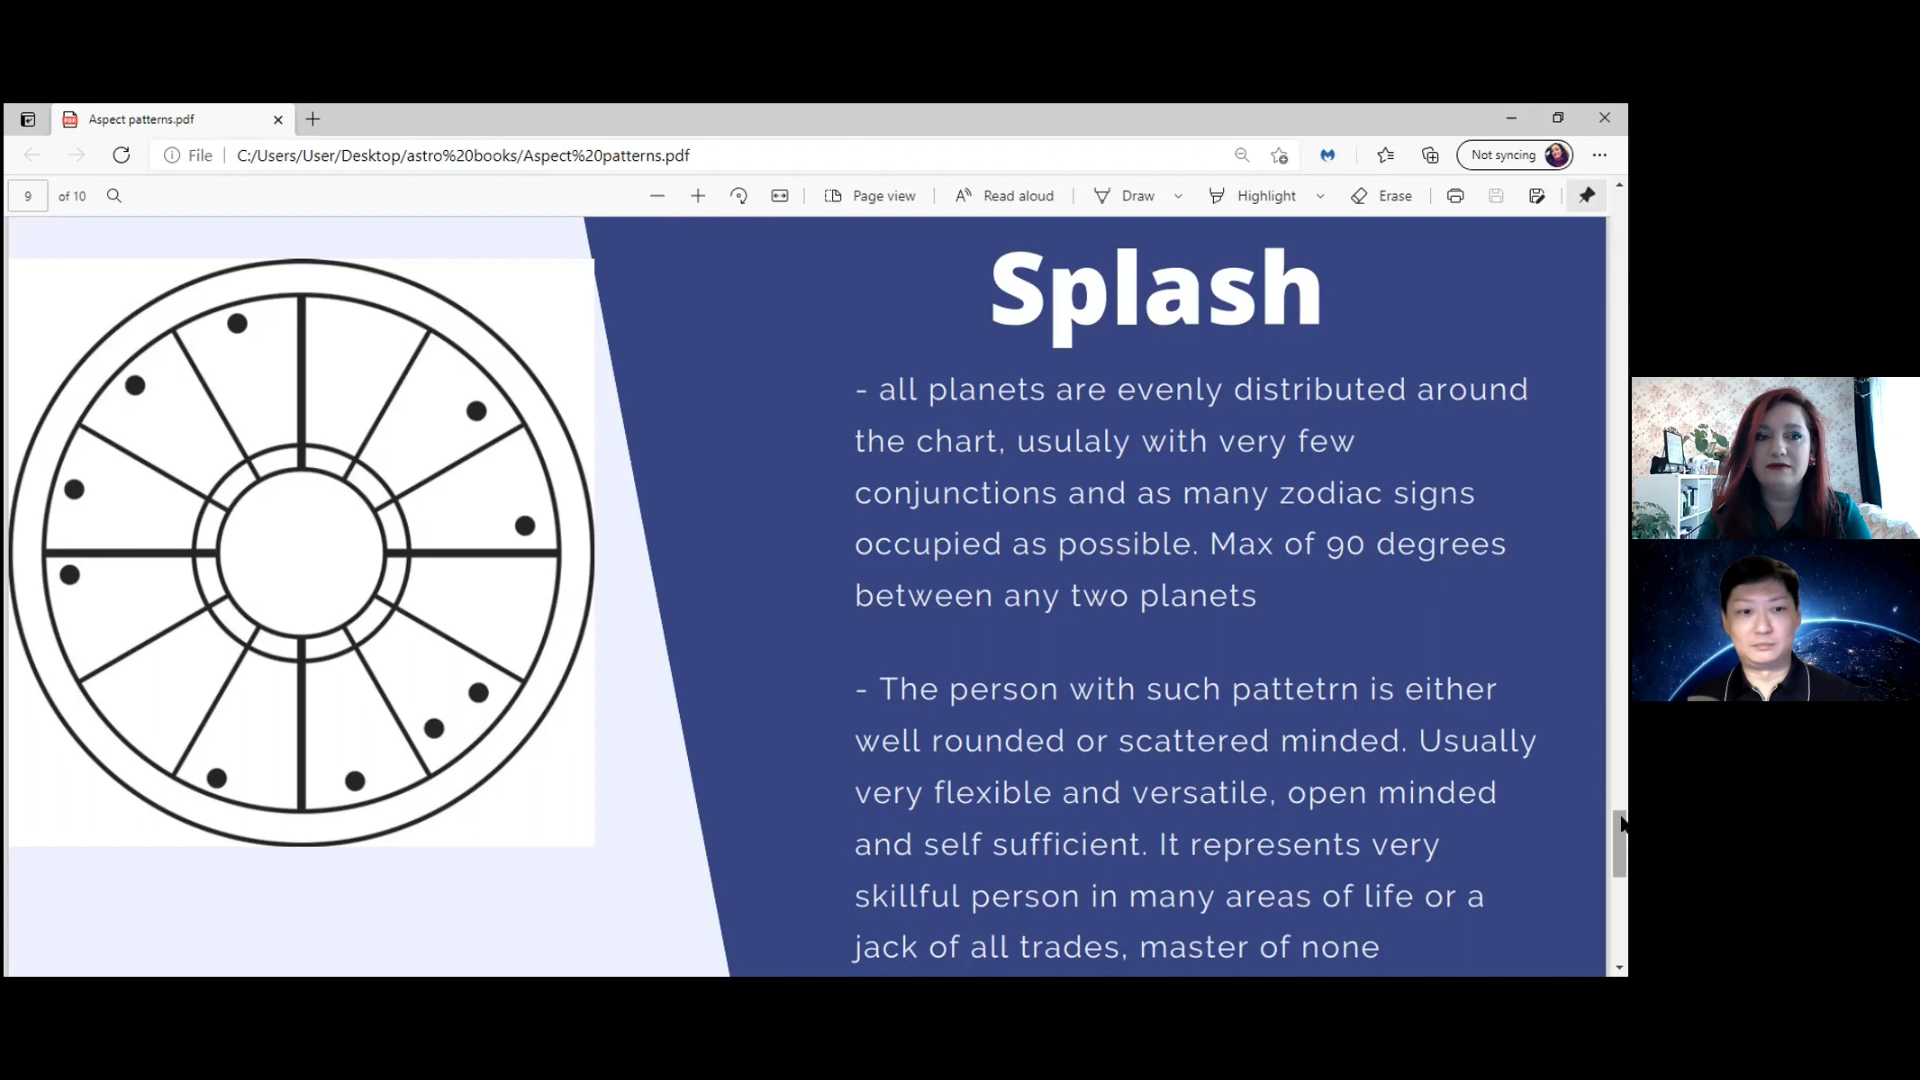 Aspect patterns.pdf
File
C:/Users/User/Desktop/astro%20books/Aspect%20patterns.pdf
Not syncing
9 of 10
Page view
Read aloud
Draw
Highlight
Erase
Splash
- all planets are evenly distributed around
the chart, usulaly with very few
conjunctions and as many zodiac signs
occupied as possible. Max of 90 degrees
between any two planets
- The person with such pattetrn is either
well rounded or scattered minded. Usually
very flexible and versatile, open minded
and self sufficient. It represents very
skillful person in many areas of life or a
jack of all trades, master of none